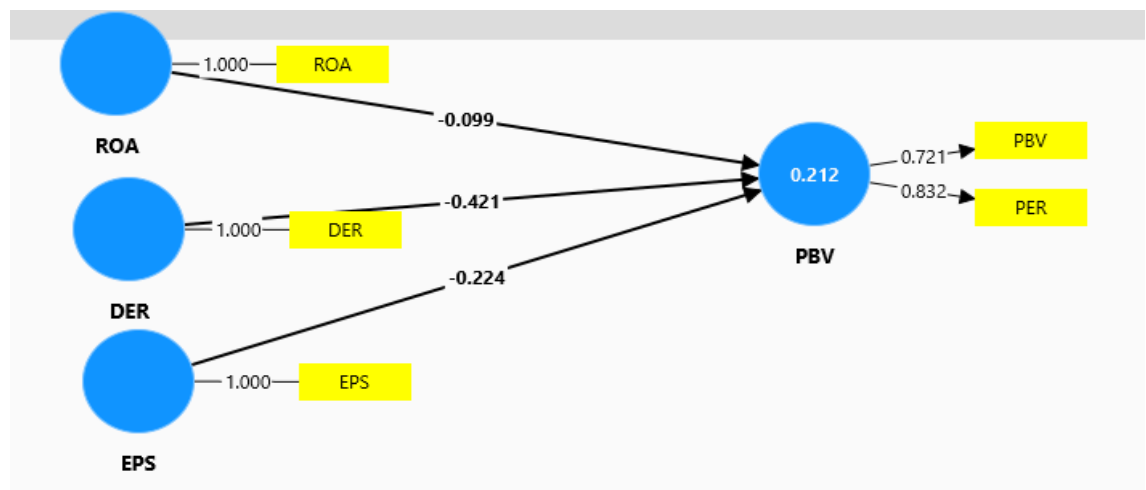 1.000
ROA
ROA
-0.099
PBV
0.721
0.212
0.832
PER
PBV
-0.421
1.000
DER
DER
-0.224
1.000
EPS
EPS